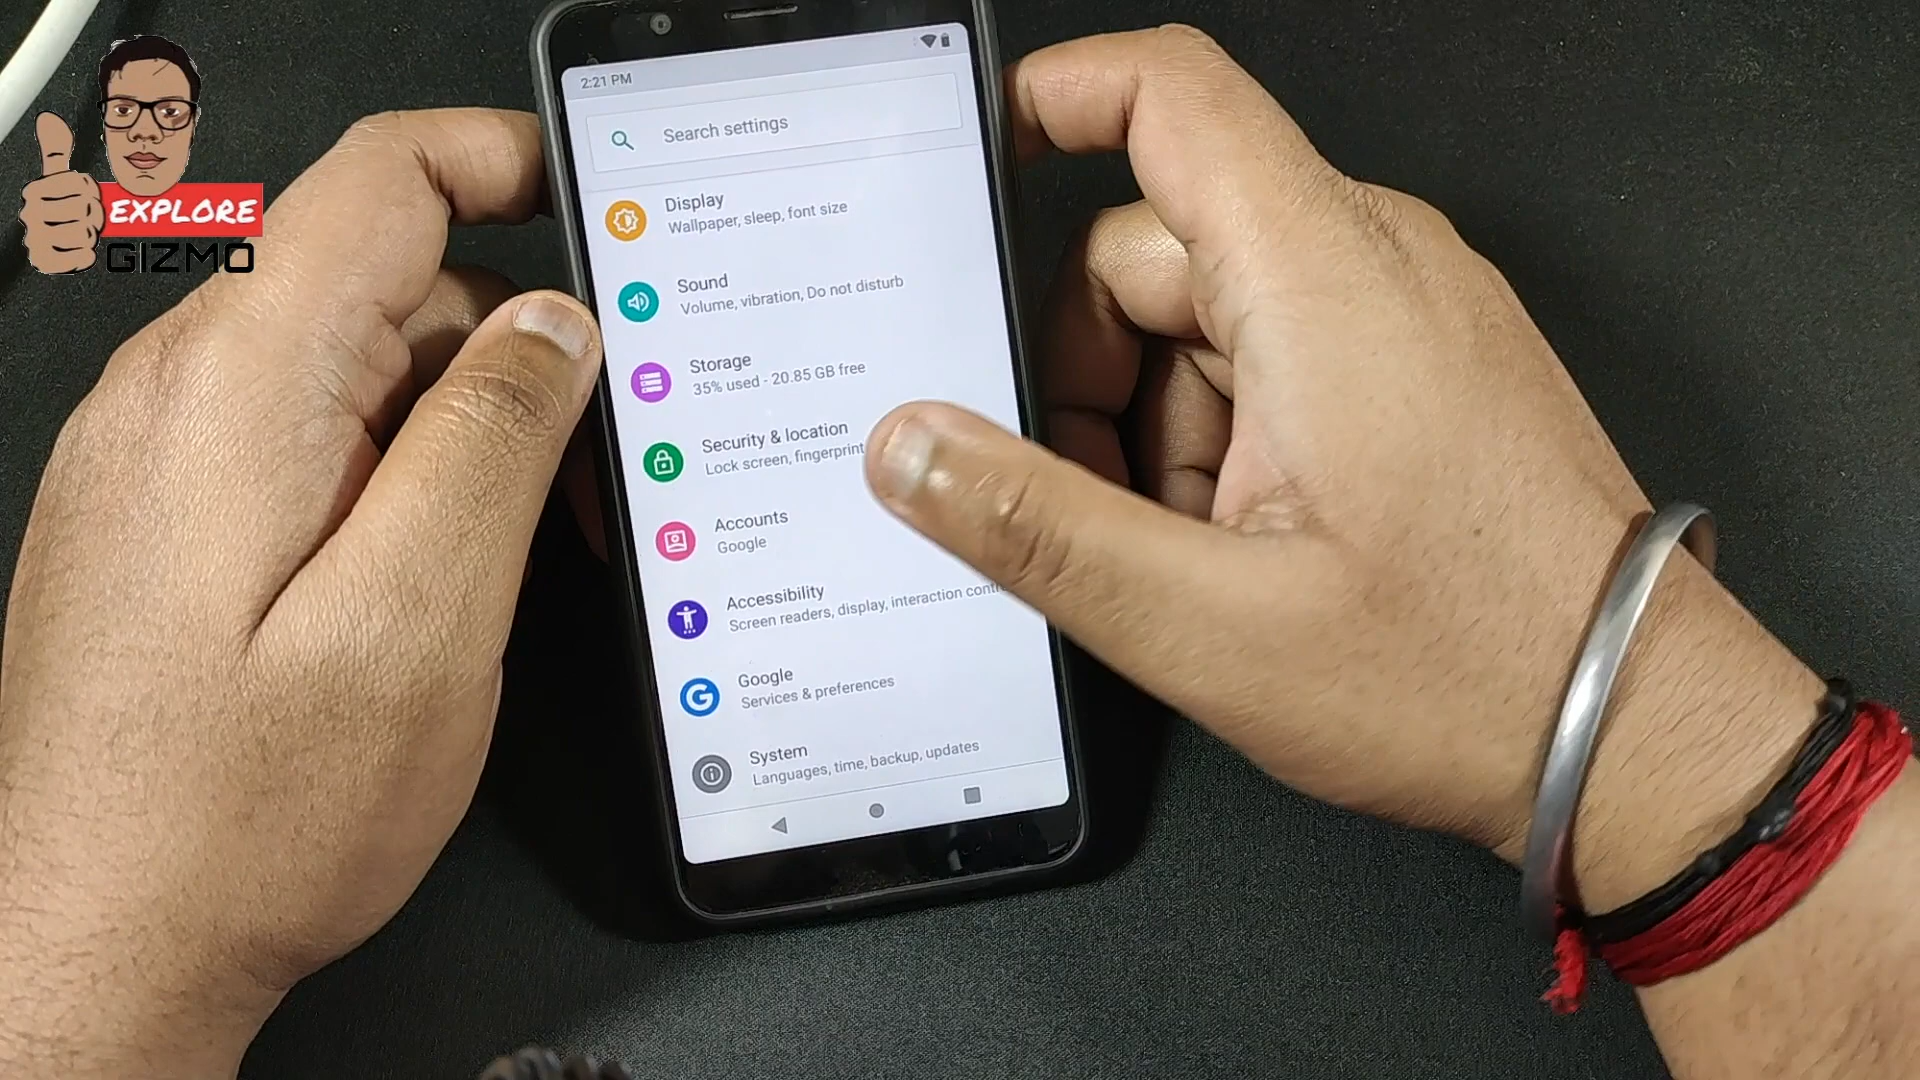 EXPLORE
GIZMO
2:21 PM
Search settings
Display
Wallpaper, sleep, font size
Sound
Volume, vibration, Do not disturb
Storage
35% used - 20.85 GB free
Security & location
Lock screen, fingerprint
Accounts
Google
Accessibility
Screen readers, display, interaction
Google
Services & preferences
System
Languages, time, backup, updates